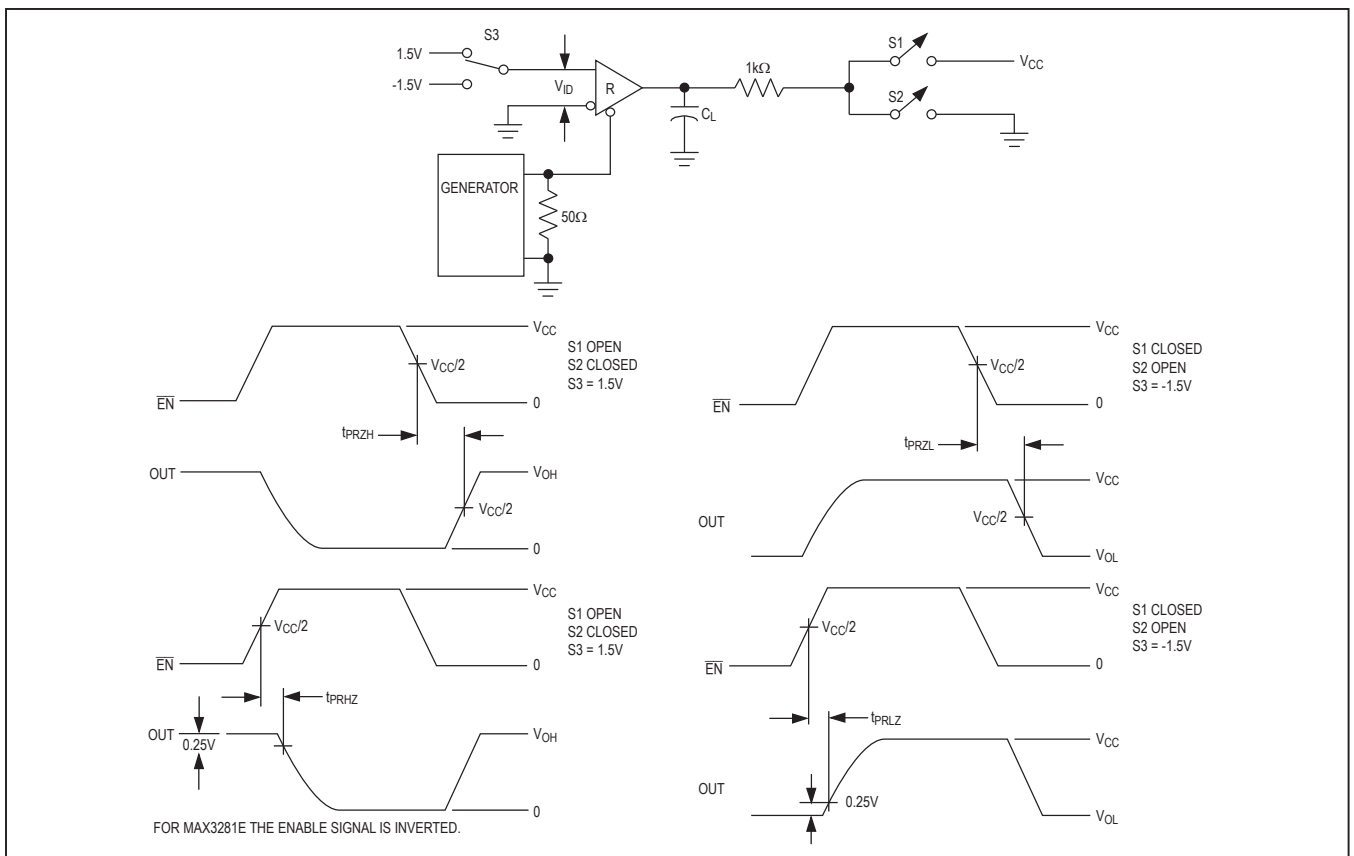 S3
1.5V
-1.5V
VID
R
CL
1kΩ
S1
VCC
S2
GENERATOR
50Ω
VCC
S1 OPEN
S2 CLOSED
S3 = 1.5V
VCC/2
EN
0
tPRZH
OUT
VOH
VCC/2
0
VCC
S1 CLOSED
S2 OPEN
S3 = -1.5V
VCC/2
EN
0
tPRZL
VCC
OUT
VCC/2
VOL
VCC
S1 OPEN
S2 CLOSED
S3 = 1.5V
VCC/2
EN
0
tPRHZ
OUT
0.25V
VOH
0
VCC
S1 CLOSED
S2 OPEN
S3 = -1.5V
VCC/2
EN
0
tPRLZ
VCC
OUT
0.25V
VOL
FOR MAX3281E THE ENABLE SIGNAL IS INVERTED.